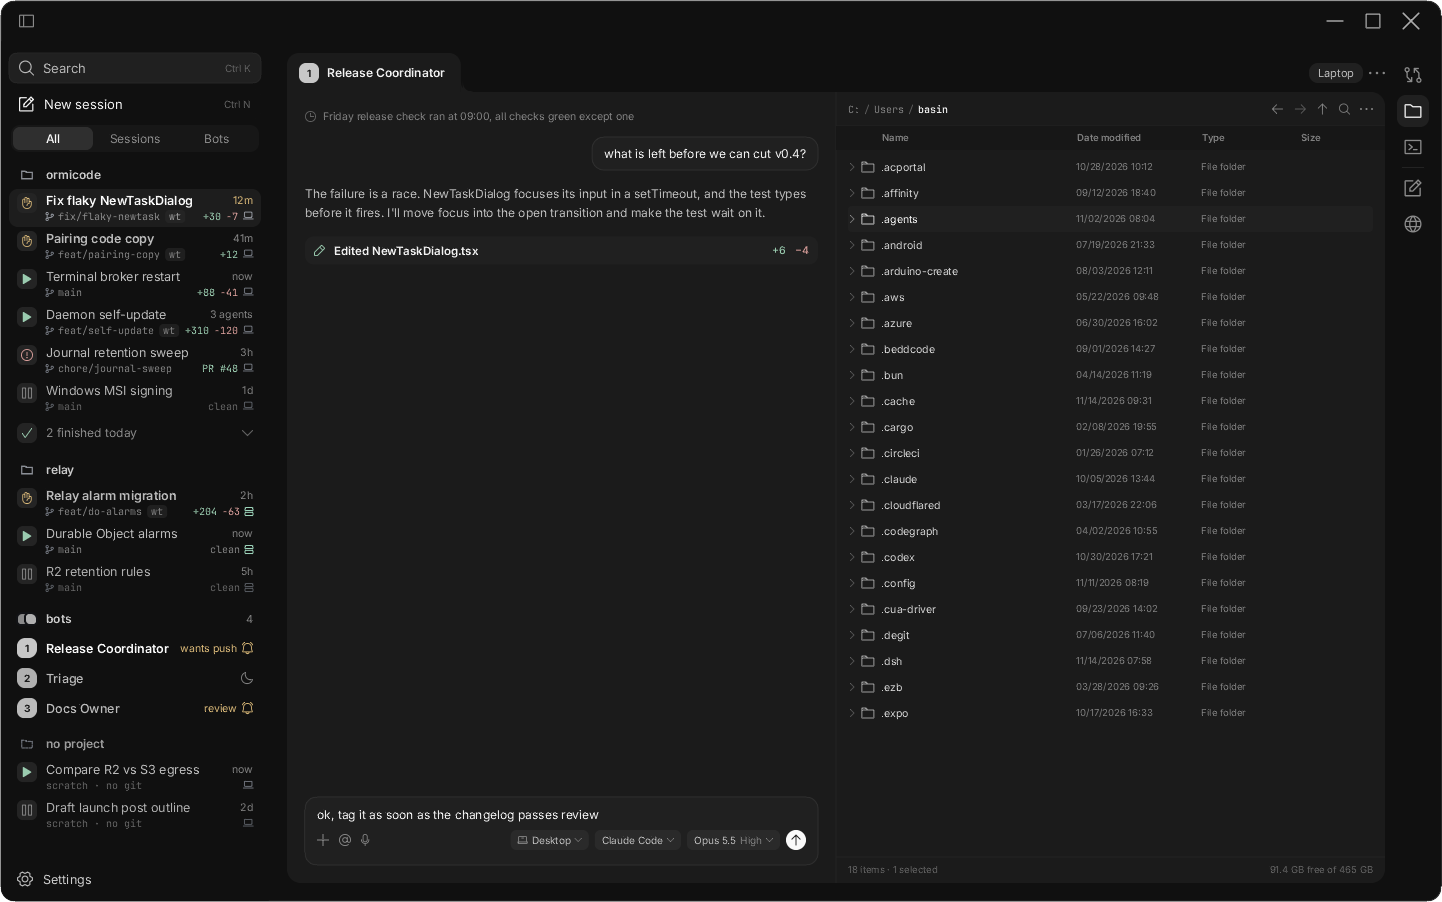 Search Ctrl K
New session Ctrl N
All Sessions Bots
ormicode
Fix flaky NewTaskDialog 12m
fix/flaky-newtask wt +30 -7
Pairing code copy 41m
feat/pairing-copy wt +12
Terminal broker restart now
main +88 -41
Daemon self-update 3 agents
feat/self-update wt +310 -120
Journal retention sweep 3h
chore/journal-sweep PR #48
Windows MSI signing 1d
main clean
2 finished today
relay
Relay alarm migration 2h
feat/do-alarms wt +204 -63
Durable Object alarms now
main clean
R2 retention rules 5h
main clean
bots 4
1 Release Coordinator wants push
2 Triage
3 Docs Owner review
no project
Compare R2 vs S3 egress now
scratch · no git
Draft launch post outline 2d
scratch · no git
Settings
1 Release Coordinator
Laptop
Friday release check ran at 09:00, all checks green except one
what is left before we can cut v0.4?
The failure is a race. NewTaskDialog focuses its input in a setTimeout, and the test types
before it fires. I'll move focus into the open transition and make the test wait on it.
Edited NewTaskDialog.tsx +6 −4
ok, tag it as soon as the changelog passes review
Desktop Claude Code Opus 5.5 High
C: / Users / basin
Name Date modified Type Size
.acportal 10/28/2026 10:12 File folder
.affinity 09/12/2026 18:40 File folder
.agents 11/02/2026 08:04 File folder
.android 07/19/2026 21:33 File folder
.arduino-create 08/03/2026 12:11 File folder
.aws 05/22/2026 09:48 File folder
.azure 06/30/2026 16:02 File folder
.beddcode 09/01/2026 14:27 File folder
.bun 04/14/2026 11:19 File folder
.cache 11/14/2026 09:31 File folder
.cargo 02/08/2026 19:55 File folder
.circleci 01/26/2026 07:12 File folder
.claude 10/05/2026 13:44 File folder
.cloudflared 03/17/2026 22:06 File folder
.codegraph 04/02/2026 10:55 File folder
.codex 10/30/2026 17:21 File folder
.config 11/11/2026 08:19 File folder
.cua-driver 09/23/2026 14:02 File folder
.degit 07/06/2026 11:40 File folder
.dsh 11/14/2026 07:58 File folder
.ezb 03/28/2026 09:26 File folder
.expo 10/17/2026 16:33 File folder
18 items · 1 selected 91.4 GB free of 465 GB